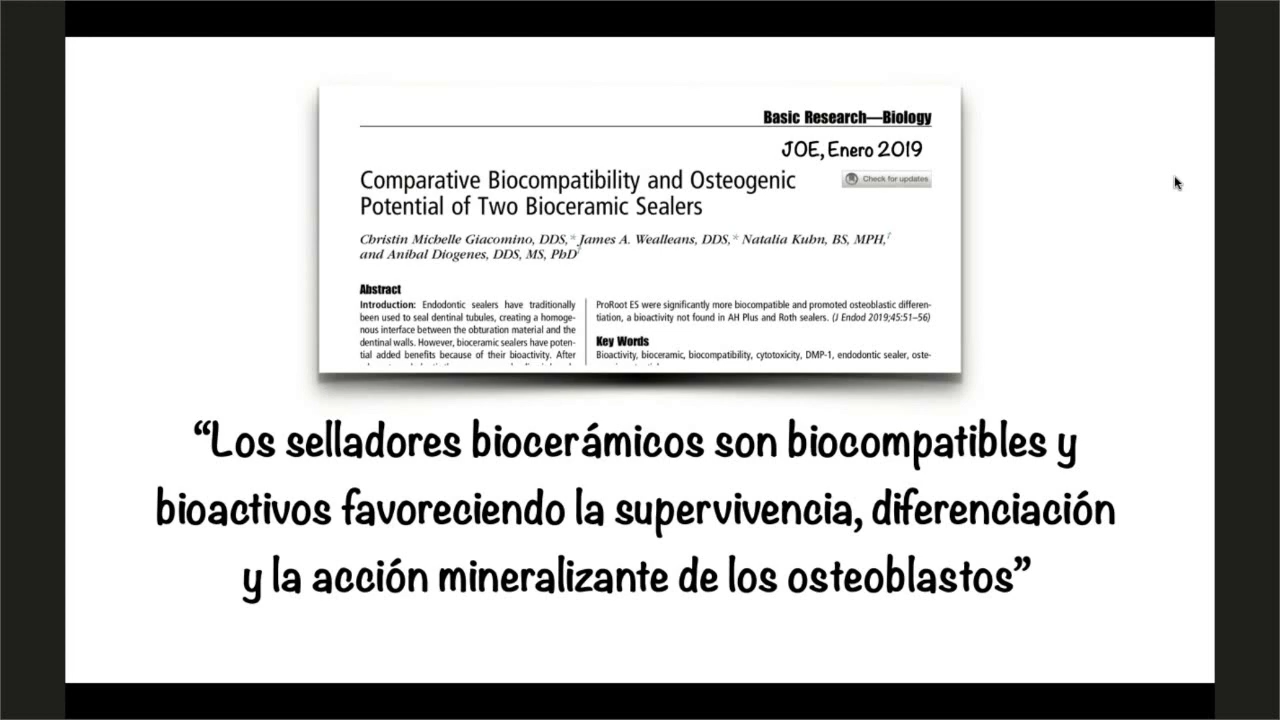 Basic Research—Biology
JOE, Enero 2019
Comparative Biocompatibility and Osteogenic
Potential of Two Bioceramic Sealers
Check for updates
Christin Michelle Giacomino, DDS,* James A. Wealleans, DDS,* Natalia Kuhn, BS, MPH,†
and Anibal Diogenes, DDS, MS, PhD†
Abstract
Introduction: Endodontic sealers have traditionally
been used to seal dentinal tubules, creating a homoge-
nous interface between the obturation material and the
dentinal walls. However, bioceramic sealers have poten-
tial added benefits because of their bioactivity. After
ProRoot ES were significantly more biocompatible and promoted osteoblastic differen-
tiation, a bioactivity not found in AH Plus and Roth sealers. (J Endod 2019;45:51–56)
Key Words
Bioactivity, bioceramic, biocompatibility, cytotoxicity, DMP-1, endodontic sealer, oste-
“Los selladores biocerámicos son biocompatibles y
bioactivos favoreciendo la supervivencia, diferenciación
y la acción mineralizante de los osteoblastos”